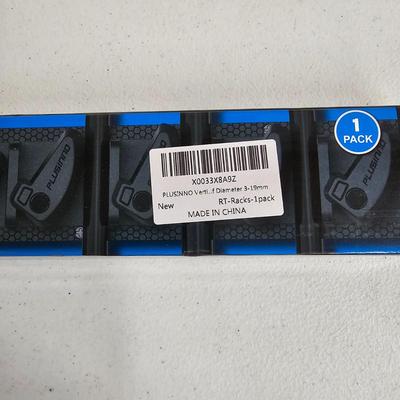 1
PACK
PLUSINNO
PLUSINNO
X0033X8A9Z
PLUSINNO Verti...f Diameter 3-19mm
New RT-Racks-1pack
MADE IN CHINA